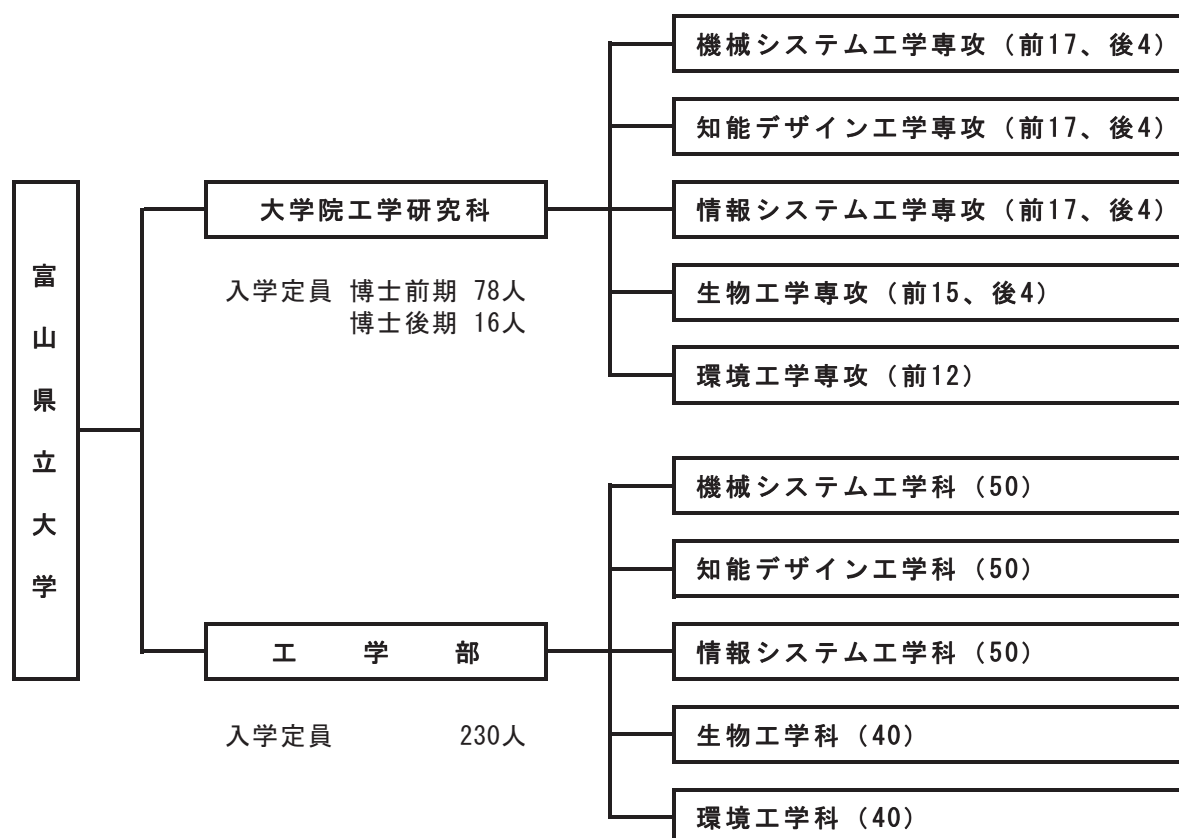 富山県立大学
大学院工学研究科
入学定員 博士前期 78人
博士後期 16人
機械システム工学専攻（前17、後4）
知能デザイン工学専攻（前17、後4）
情報システム工学専攻（前17、後4）
生物工学専攻（前15、後4）
環境工学専攻（前12）
工学部
入学定員 230人
機械システム工学科（50）
知能デザイン工学科（50）
情報システム工学科（50）
生物工学科（40）
環境工学科（40）